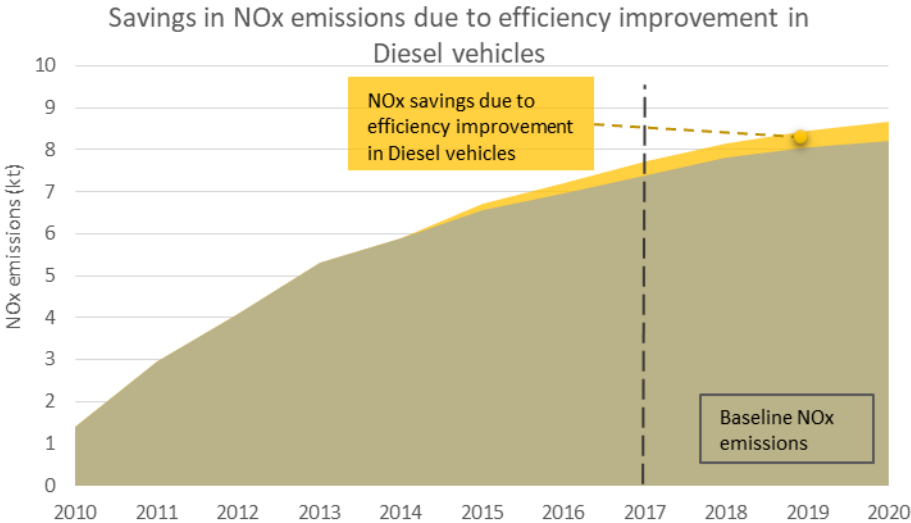 Savings in NOx emissions due to efficiency improvement in
Diesel vehicles
NOx emissions (kt)
10
9
8
7
6
5
4
3
2
1
0
NOx savings due to
efficiency improvement
in Diesel vehicles
Baseline NOx
emissions
2010 2011 2012 2013 2014 2015 2016 2017 2018 2019 2020